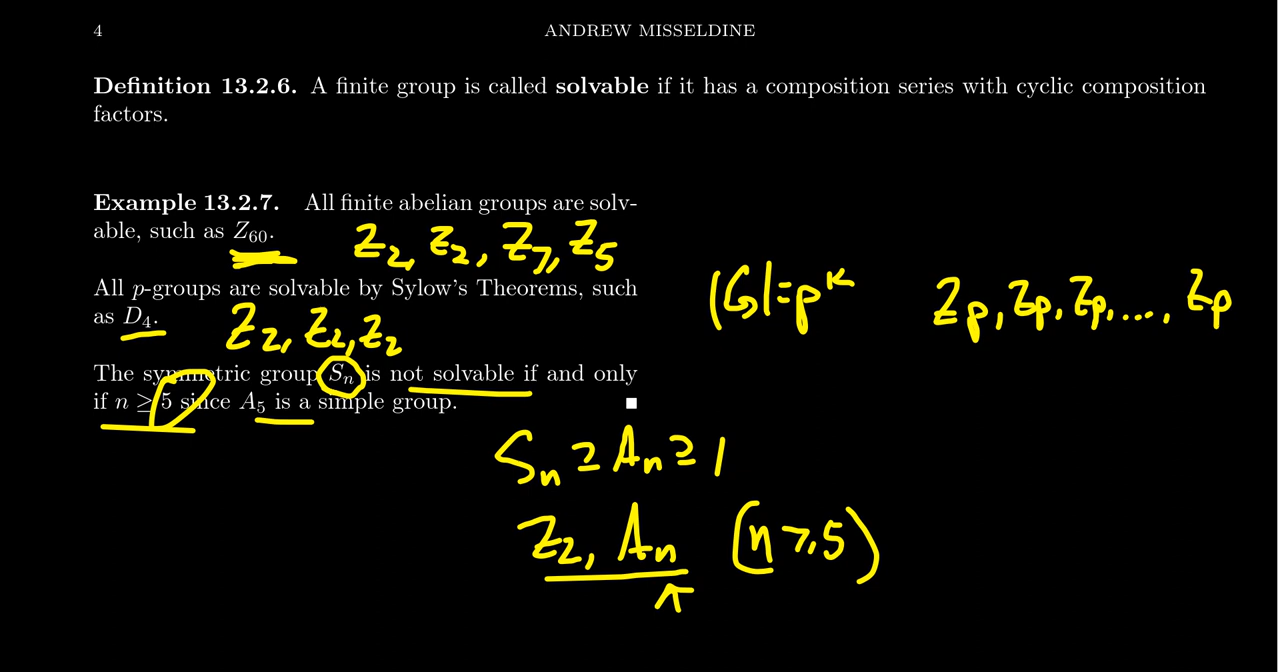 4 ANDREW MISSELDINE
Definition 13.2.6. A finite group is called solvable if it has a composition series with cyclic composition
factors.
Example 13.2.7. All finite abelian groups are solv-
able, such as Z₆₀.
Z₂, Z₂, Z₇, Z₅
All p-groups are solvable by Sylow's Theorems, such
as D₄.
Z₂, Z₂, Z₂
|G|=pᵏ Zp, Zp, Zp, ...., Zp
The symmetric group Sₙ is not solvable if and only
if n ≥ 5 since A₅ is a simple group. ■
Sₙ ≥ Aₙ ≥ 1
Z₂, Aₙ (n ≥ 5)